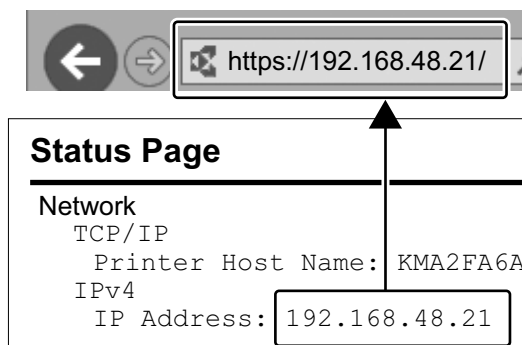 https://192.168.48.21/
Status Page
Network
TCP/IP
Printer Host Name: KMA2FA6A
IPv4
IP Address: 192.168.48.21